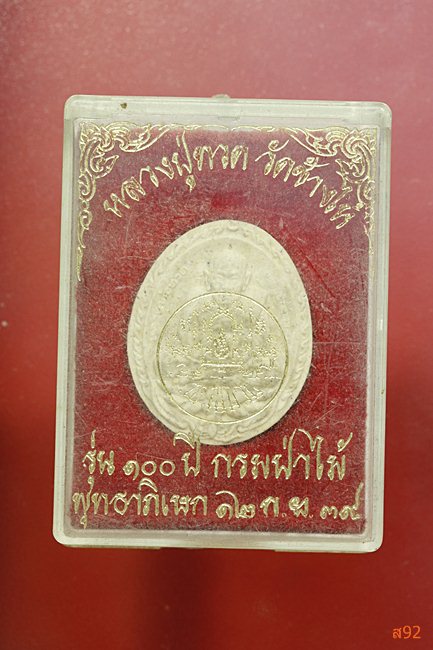 หลวงปู่ทวด วัดช้างให้
รุ่น ๑๐๐ ปี กรมป่าไม้
พุทธาภิเษก ๑๒ ก.ย. ๓๙
ส92